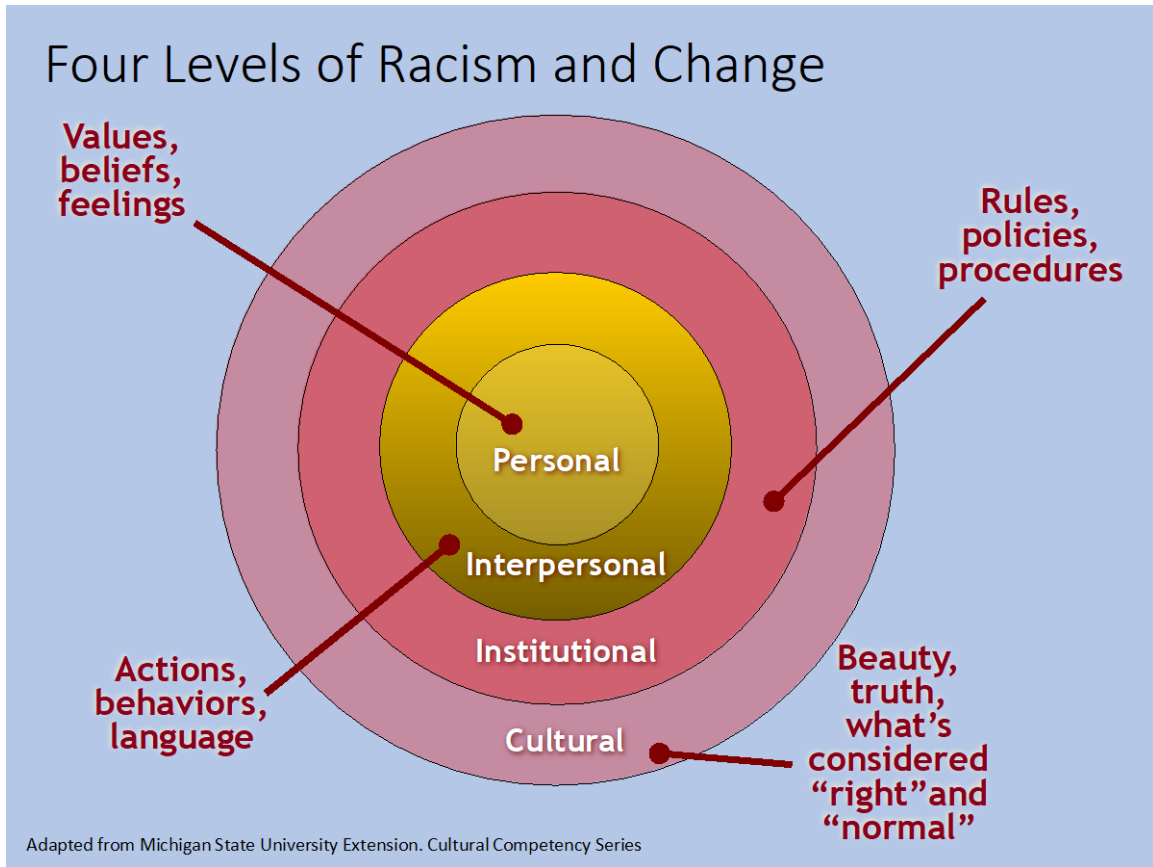 Four Levels of Racism and Change
Values,
beliefs,
feelings
Rules,
policies,
procedures
Personal
Interpersonal
Institutional
Cultural
Actions,
behaviors,
language
Beauty,
truth,
what's
considered
“right”and
“normal”
Adapted from Michigan State University Extension. Cultural Competency Series